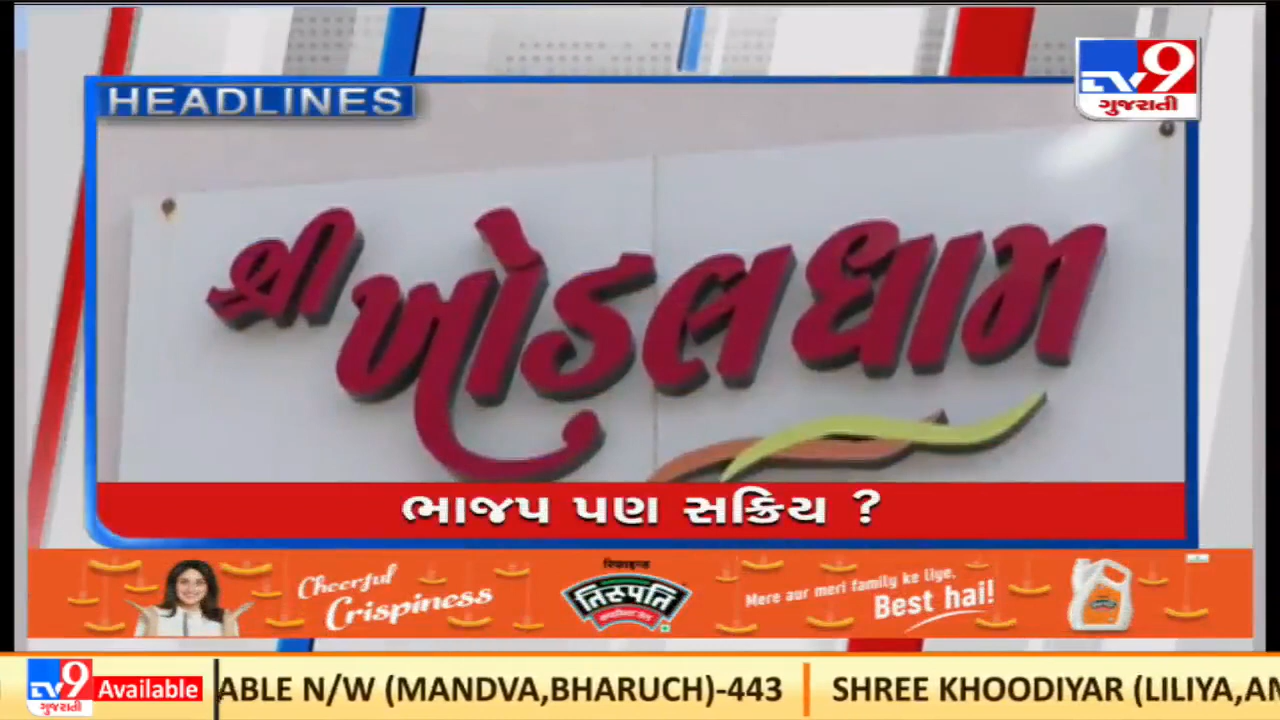 HEADLINES
TV9
ગુજરાતી
શ્રી ખોડલધામ
ભાજપ પણ સક્રિય ?
Cheerful
Crispiness
રિફાઇન્ડ
તિરુપતિ
Mere aur meri family ke liye,
Best hai!
TV9
ગુજરાતી
Available
ABLE N/W (MANDVA,BHARUCH)-443
SHREE KHOODIYAR (LILIYA,AM